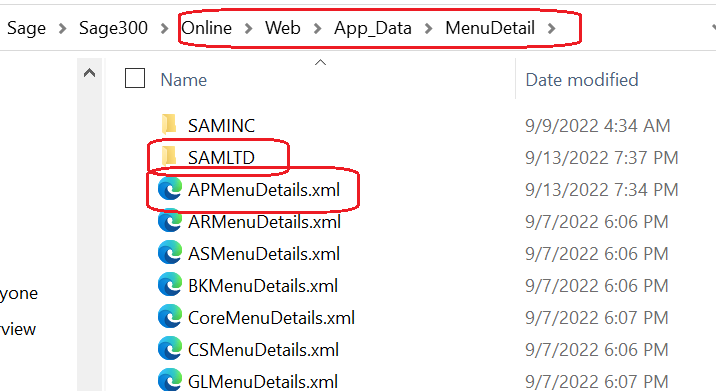 Sage > Sage300 > Online > Web > App_Data > MenuDetail >
Name Date modified
SAMINC 9/9/2022 4:34 AM
SAMLTD 9/13/2022 7:37 PM
APMenuDetails.xml 9/13/2022 7:34 PM
ARMenuDetails.xml 9/7/2022 6:06 PM
ASMenuDetails.xml 9/7/2022 6:06 PM
BKMenuDetails.xml 9/7/2022 6:06 PM
yone
CoreMenuDetails.xml 9/7/2022 6:07 PM
rview
CSMenuDetails.xml 9/7/2022 6:06 PM
GLMenuDetails.xml 9/7/2022 6:07 PM